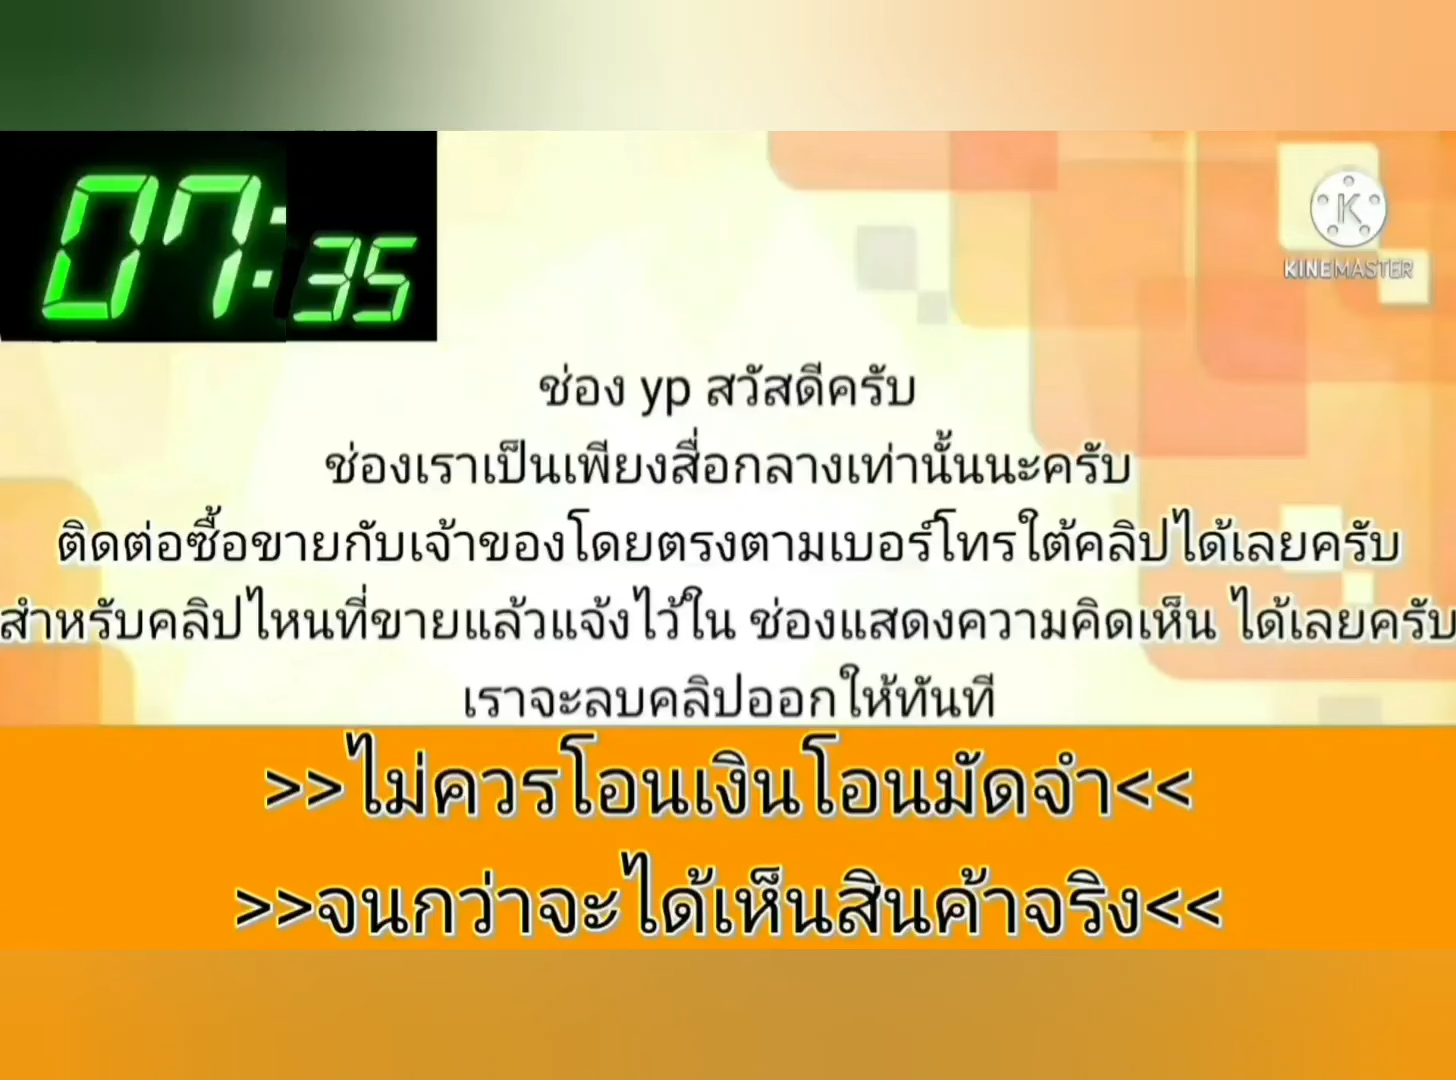 07:35
KINEMASTER
ช่อง yp สวัสดีครับ
ช่องเราเป็นเพียงสื่อกลางเท่านั้นนะครับ
ติดต่อซื้อขายกับเจ้าของโดยตรงตามเบอร์โทรใต้คลิปได้เลยครับ
สำหรับคลิปไหนที่ขายแล้วแจ้งไว้ใน ช่องแสดงความคิดเห็น ได้เลยครับ
เราจะลบคลิปออกให้ทันที
>>ไม่ควรโอนเงินโอนมัดจำ<<
>>จนกว่าจะได้เห็นสินค้าจริง<<